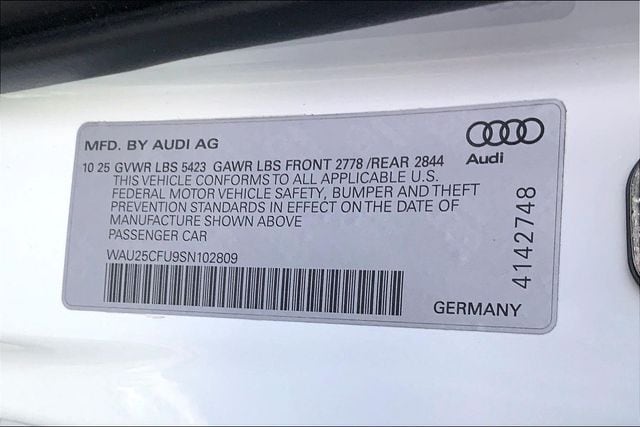 MFD. BY AUDI AG
Audi
10 25 GVWR LBS 5423 GAWR LBS FRONT 2778 /REAR 2844
THIS VEHICLE CONFORMS TO ALL APPLICABLE U.S.
FEDERAL MOTOR VEHICLE SAFETY, BUMPER AND THEFT
PREVENTION STANDARDS IN EFFECT ON THE DATE OF
MANUFACTURE SHOWN ABOVE
PASSENGER CAR
WAU25CFU9SN102809
GERMANY
4142748